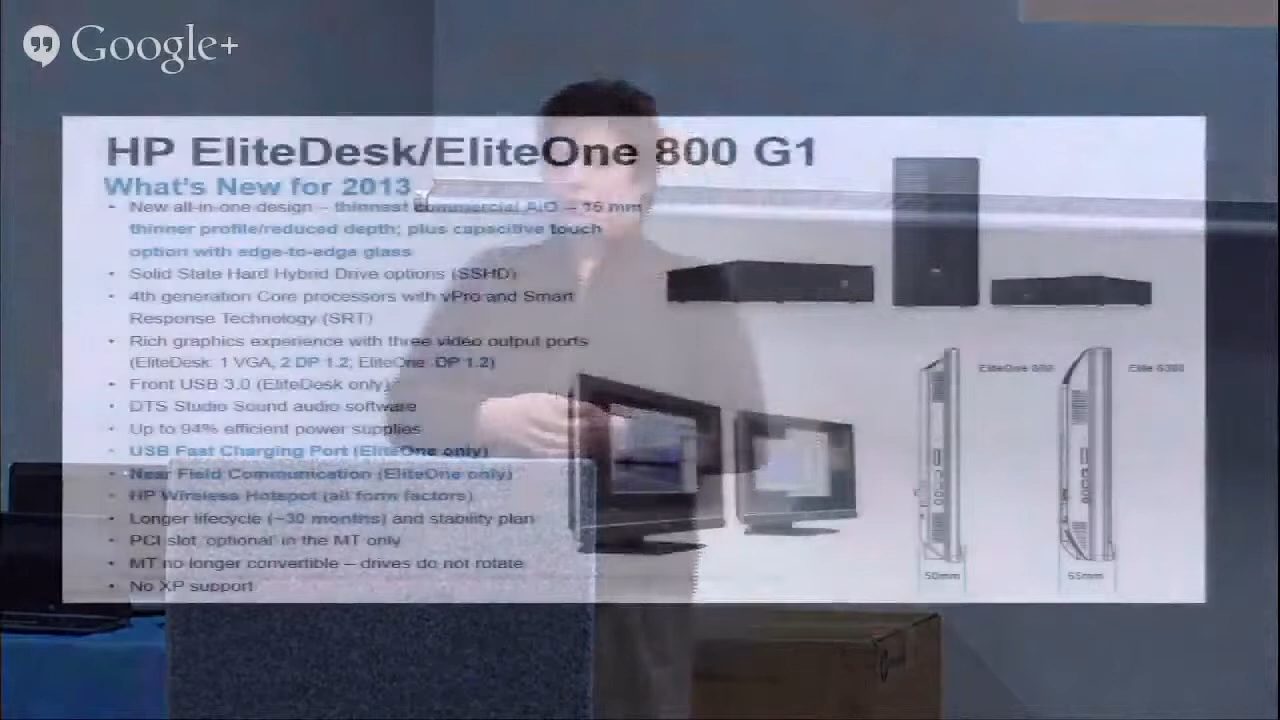 Google+
HP EliteDesk/EliteOne 800 G1
What's New for 2013
• New all-in-one design – thinnest commercial AiO – 15 mm
thinner profile/reduced depth; plus capacitive touch
option with edge-to-edge glass
• Solid State Hard Hybrid Drive options (SSHD)
• 4th generation Core processors with vPro and Smart
Response Technology (SRT)
• Rich graphics experience with three video output ports
(EliteDesk: 1 VGA, 2 DP 1.2; EliteOne: DP 1.2)
• Front USB 3.0 (EliteDesk only)
• DTS Studio Sound audio software
• Up to 94% efficient power supplies
• USB Fast Charging Port (EliteOne only)
• Near Field Communication (EliteOne only)
• HP Wireless Hotspot (all form factors)
• Longer lifecycle (~30 months) and stability plan
• PCI slot 'optional' in the MT only
• MT no longer convertible – drives do not rotate
• No XP support
EliteOne 800
Elite 8300
50mm
65mm